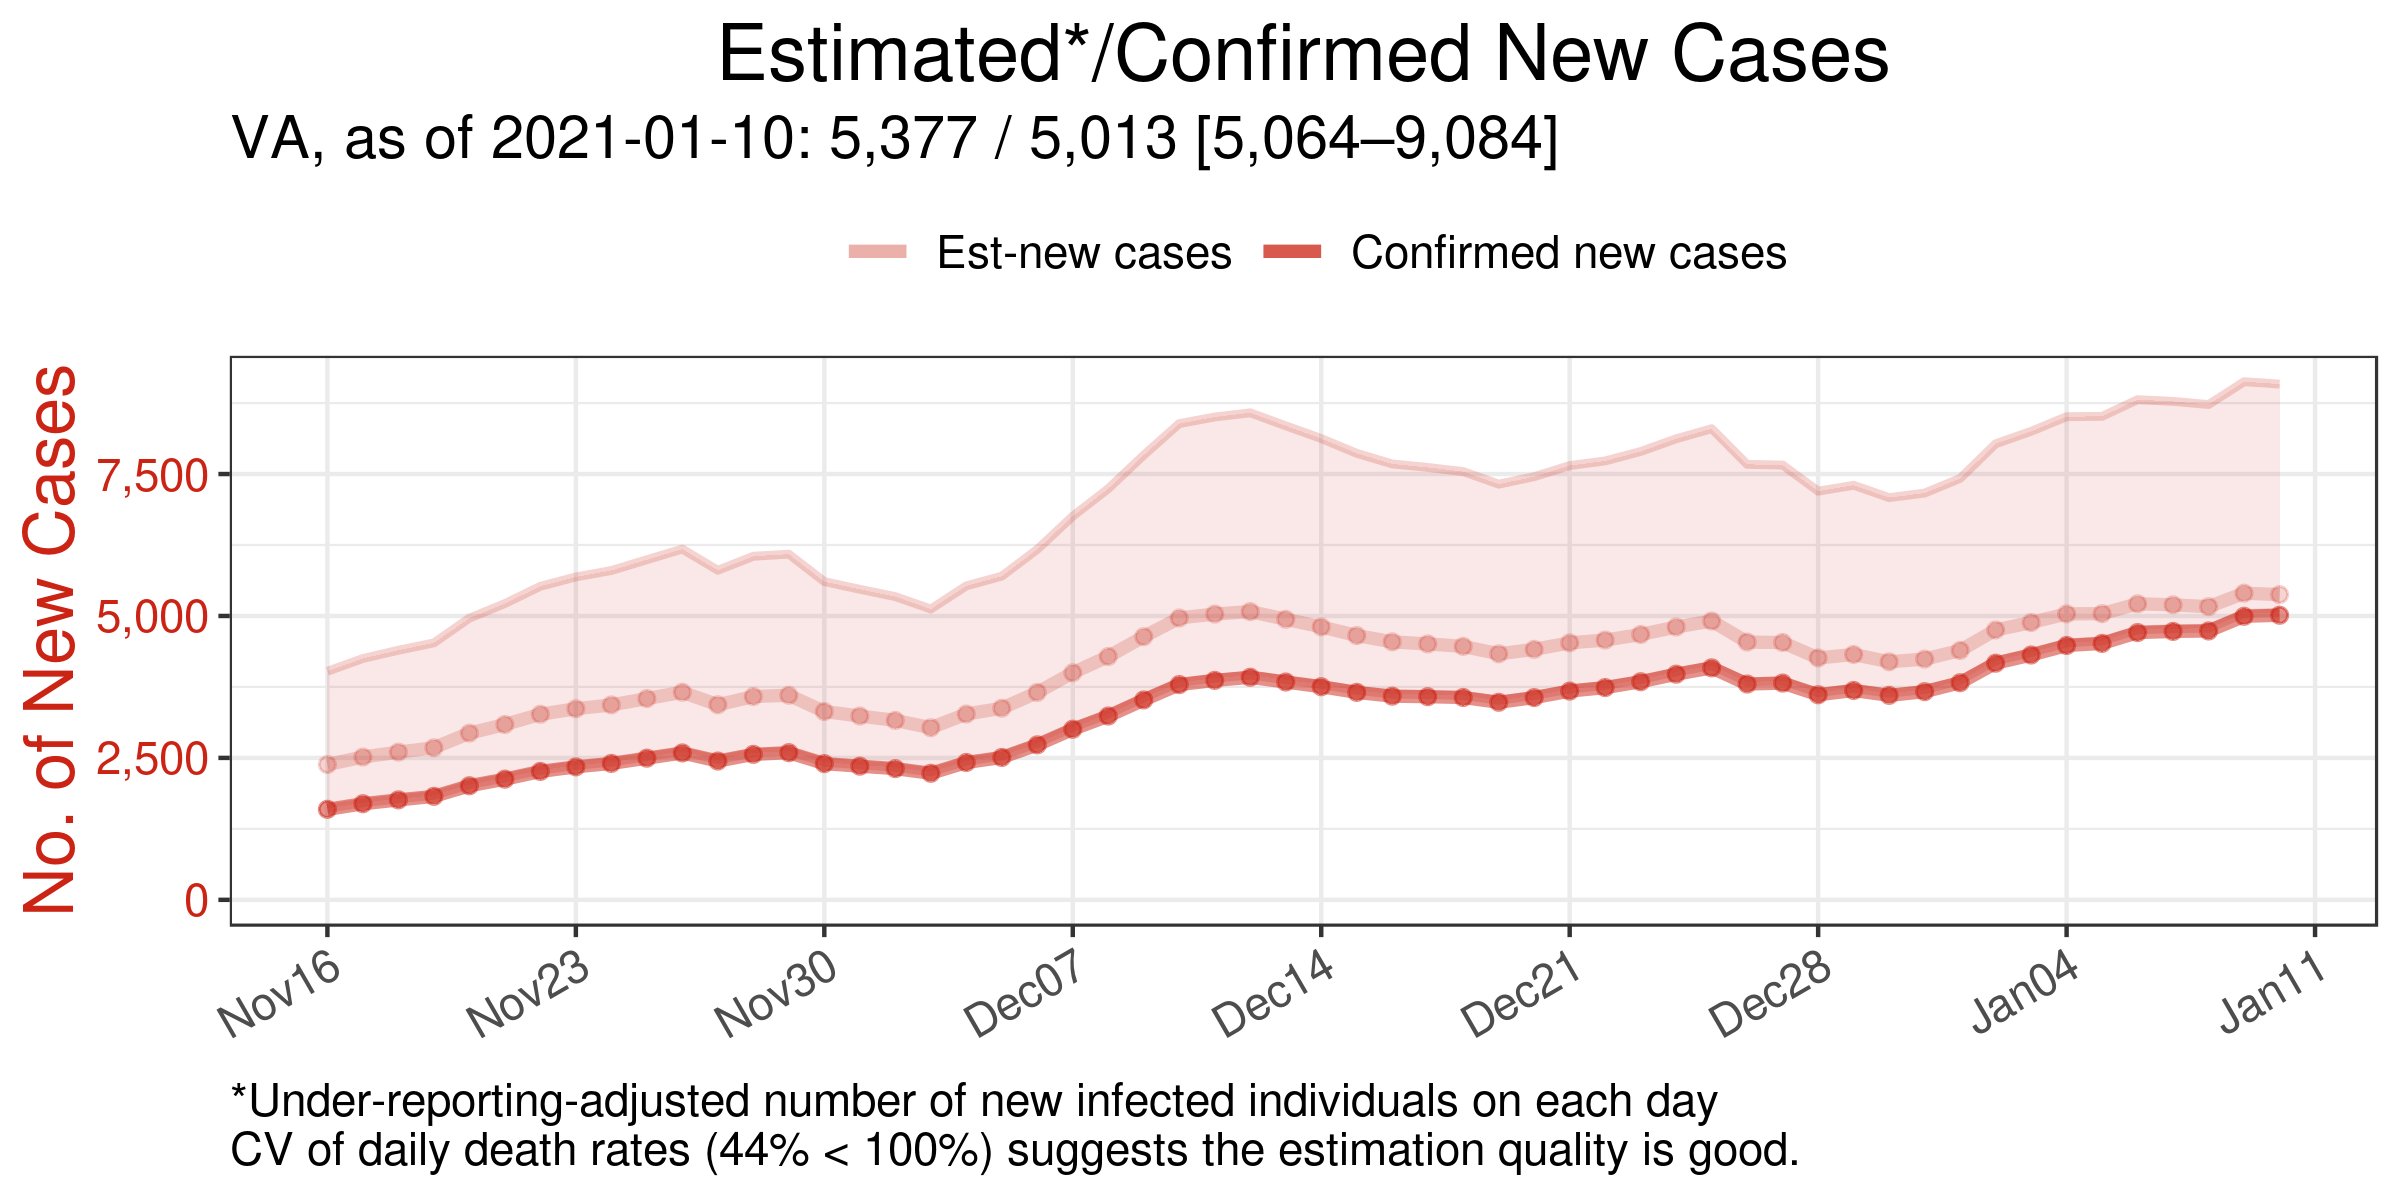 Estimated*/Confirmed New Cases
VA, as of 2021-01-10: 5,377 / 5,013 [5,064–9,084]
Est-new cases
Confirmed new cases
No. of New Cases
7,500
5,000
2,500
0
Nov16
Nov23
Nov30
Dec07
Dec14
Dec21
Dec28
Jan04
Jan11
*Under-reporting-adjusted number of new infected individuals on each day
CV of daily death rates (44% < 100%) suggests the estimation quality is good.